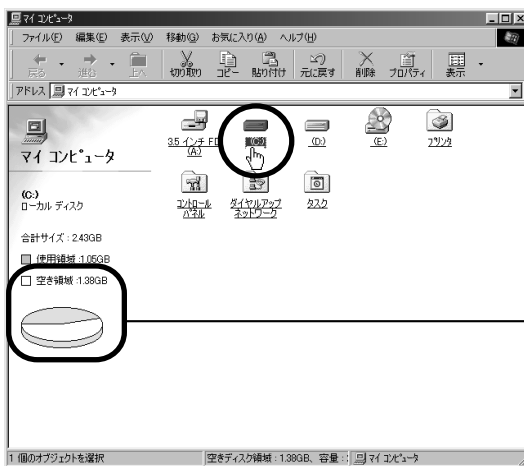 マイ コンピュータ
ファイル(F) 編集(E) 表示(V) 移動(G) お気に入り(A) ヘルプ(H)
戻る 進む 上へ 切り取り コピー 貼り付け 元に戻す 削除 プロパティ 表示
アドレス マイ コンピュータ
マイ コンピュータ
3.5 インチ FD (A:)
(C:)
(D:)
(E:)
プリンタ
コントロール パネル
ダイヤルアップ ネットワーク
タスク
(C:)
ローカル ディスク
合計サイズ : 2.43GB
使用領域 :1.05GB
空き領域 :1.38GB
1 個のオブジェクトを選択 空きディスク領域 : 1.38GB、容量 : マイ コンピュータ